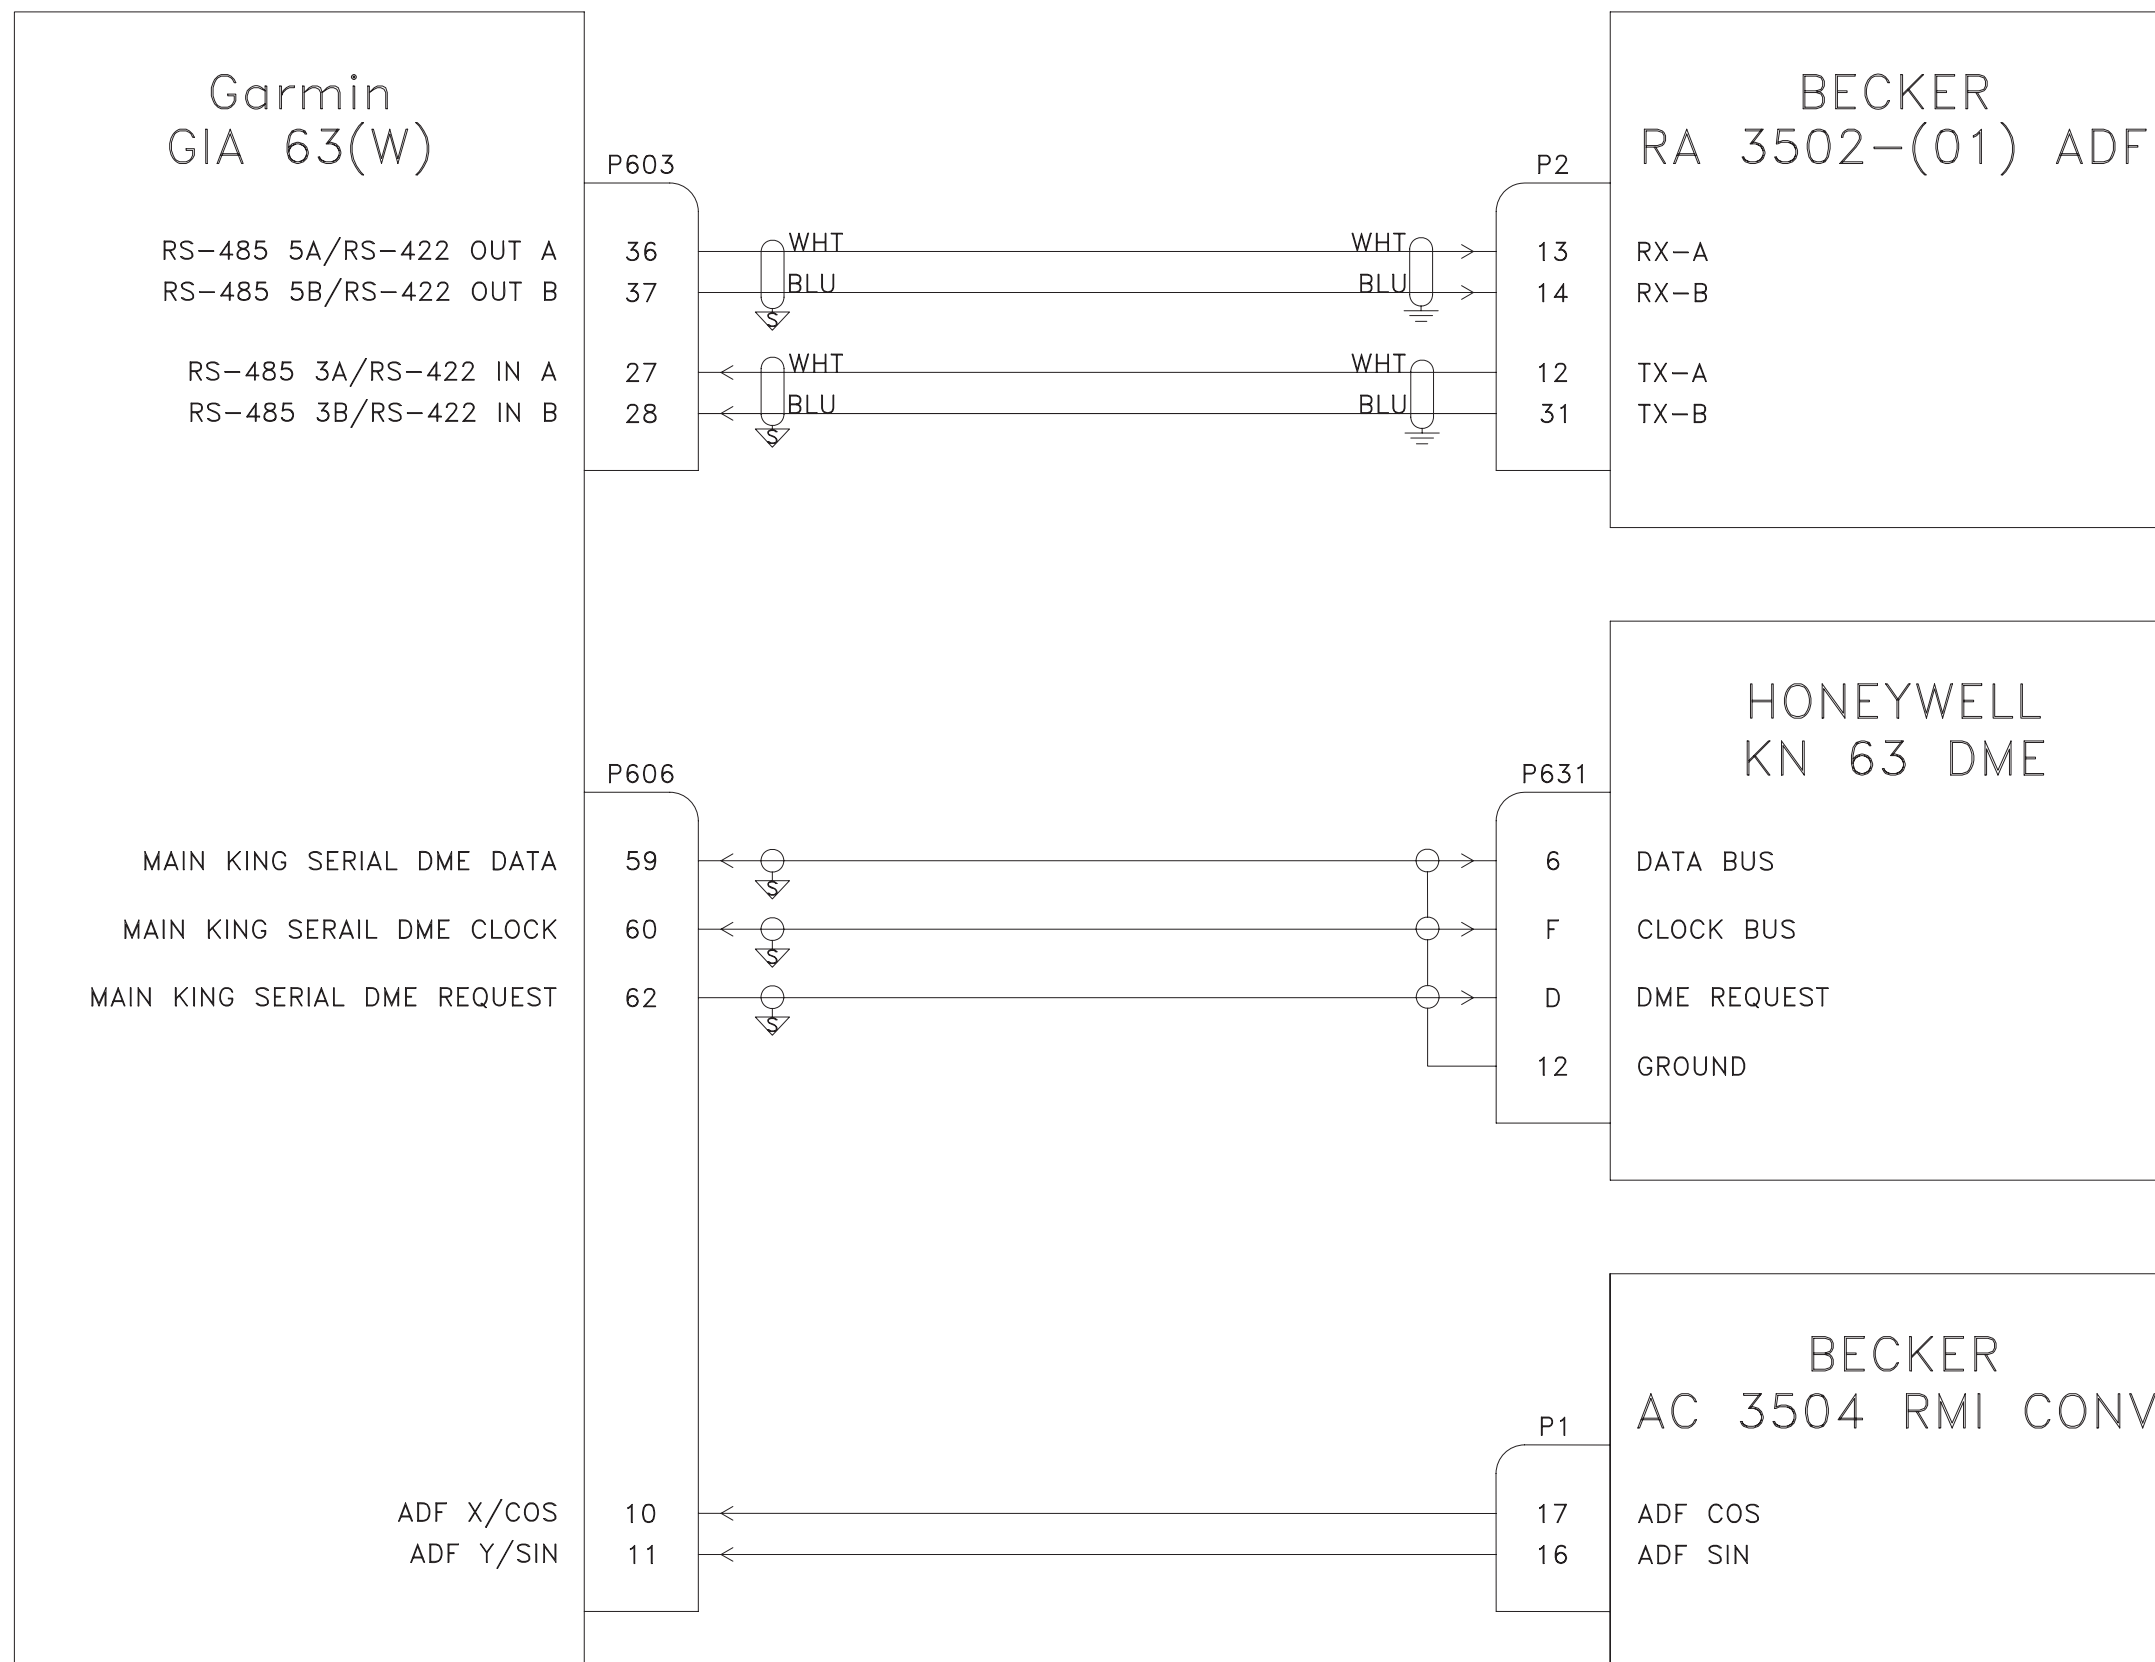 Garmin
GIA 63(W)
BECKER
RA 3502-(01) ADF
P603
P2
RS-485 5A/RS-422 OUT A 36 WHT WHT 13 RX-A
RS-485 5B/RS-422 OUT B 37 BLU BLU 14 RX-B
S
RS-485 3A/RS-422 IN A 27 WHT WHT 12 TX-A
RS-485 3B/RS-422 IN B 28 BLU BLU 31 TX-B
S
HONEYWELL
KN 63 DME
P606
P631
MAIN KING SERIAL DME DATA 59 6 DATA BUS
S
MAIN KING SERAIL DME CLOCK 60 F CLOCK BUS
S
MAIN KING SERIAL DME REQUEST 62 D DME REQUEST
S
12 GROUND
BECKER
AC 3504 RMI CONV
P1
ADF X/COS 10 17 ADF COS
ADF Y/SIN 11 16 ADF SIN